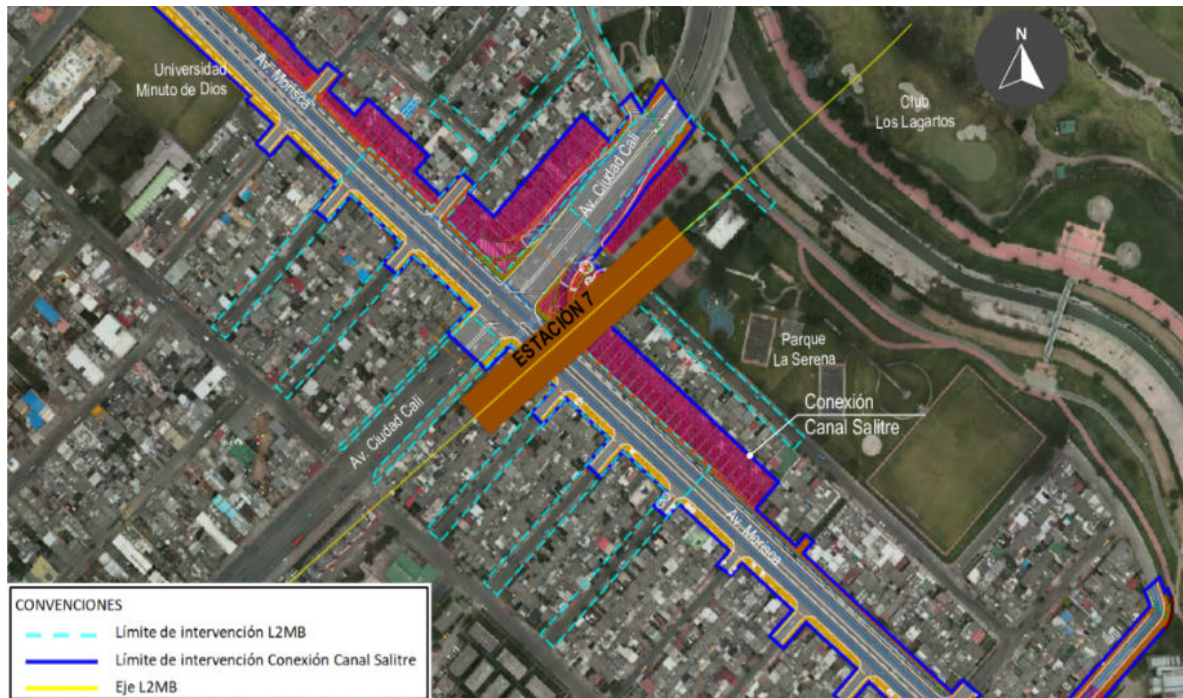 N
Universidad
Minuto de Dios
Av. Morisca
Club
Los Lagartos
Av. Ciudad Cali
ESTACIÓN 7
Parque
La Serena
Conexión
Canal Salitre
Av. Ciudad Cali
Av. Morisca
CONVENCIONES
Límite de intervención L2MB
Límite de intervención Conexión Canal Salitre
Eje L2MB